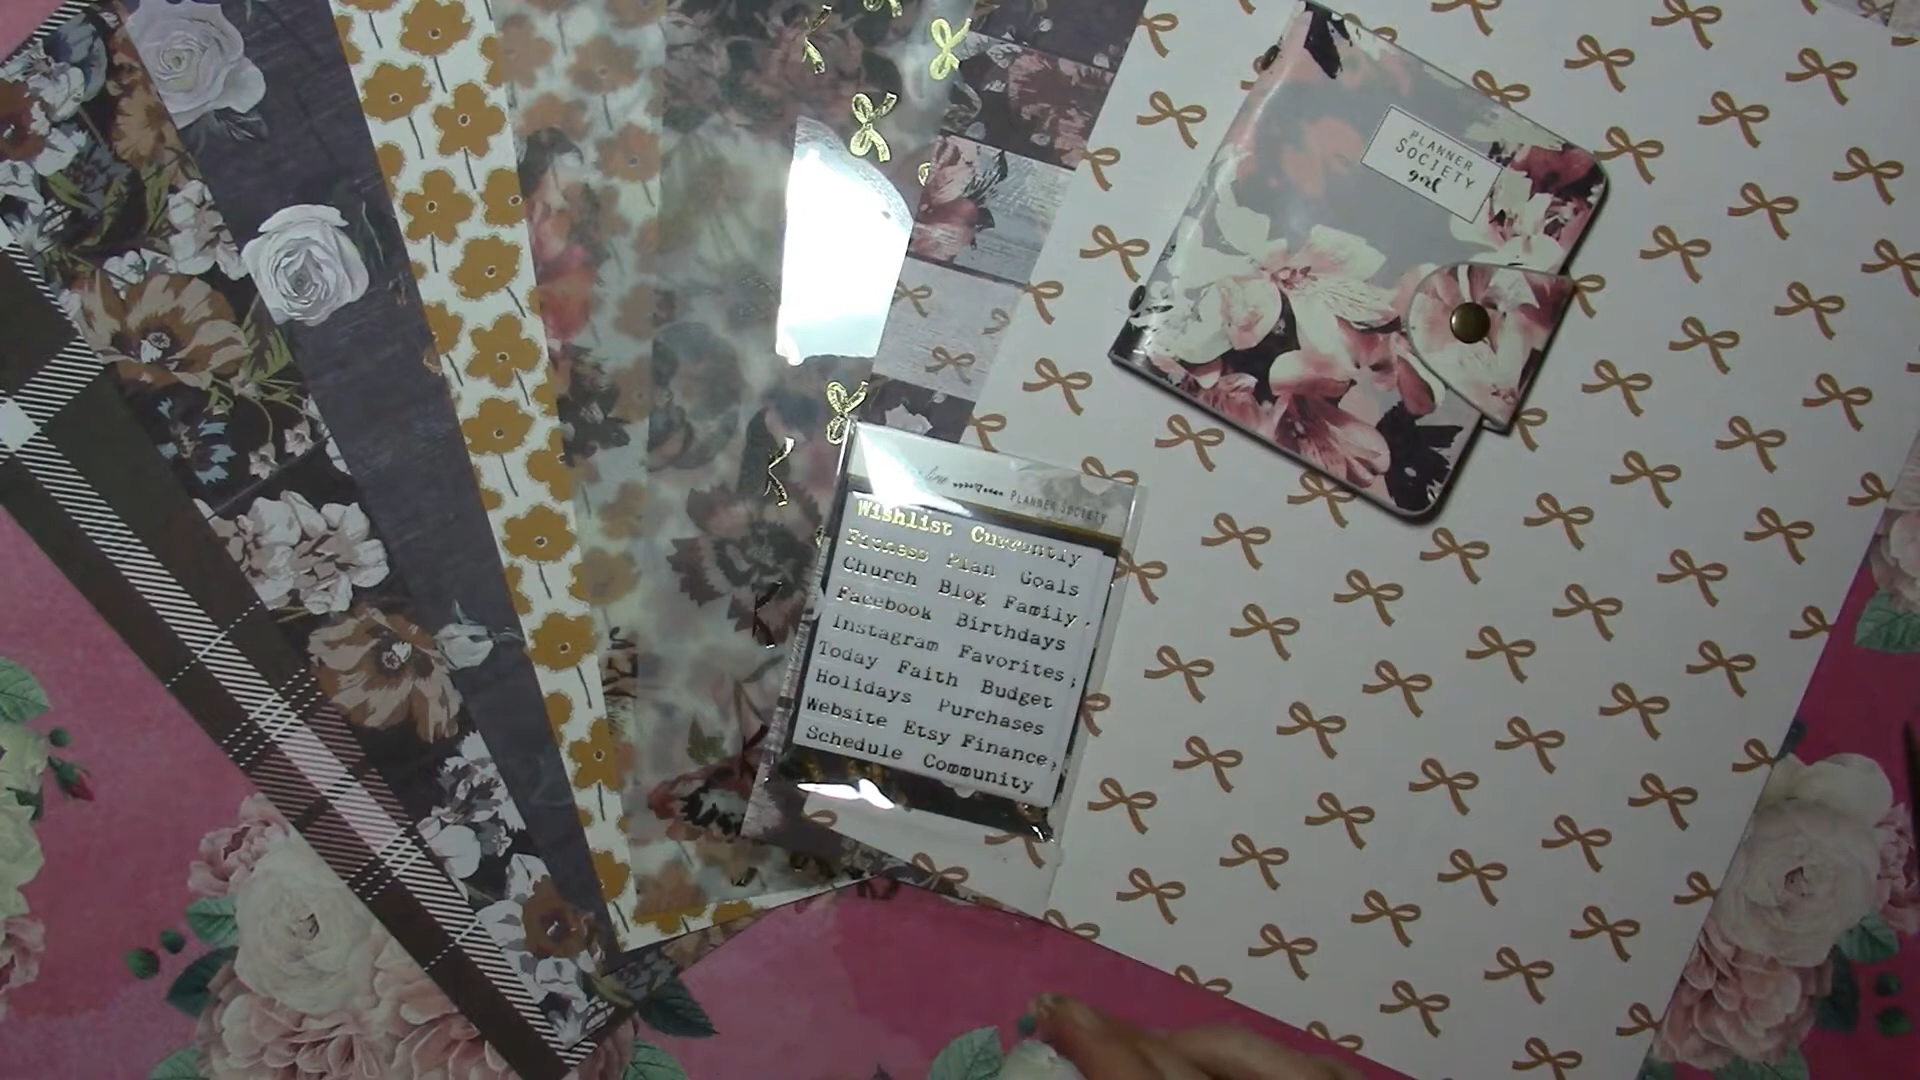 PLANNER
SOCIETY
girl
PLANNER SOCIETY
Wishlist Currently
Fitness Plan Goals
Church Blog Family
Facebook Birthdays
Instagram Favorites
Today Faith Budget
Holidays Purchases
Website Etsy Finance
Schedule Community